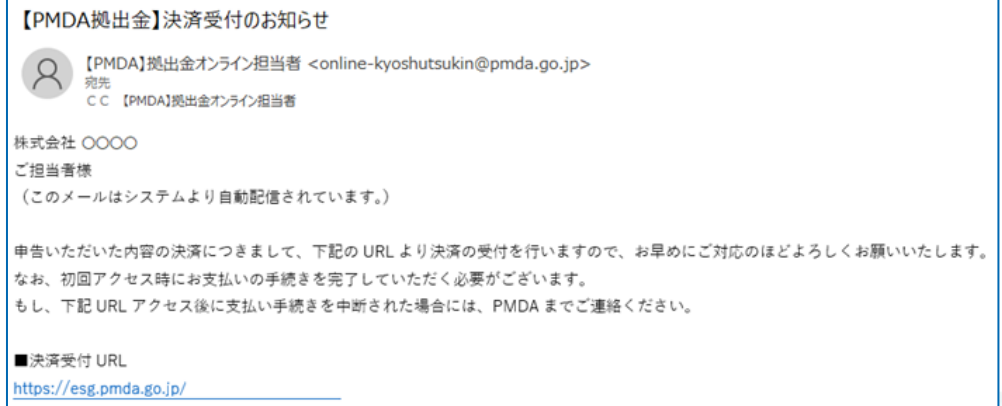 【PMDA拠出金】決済受付のお知らせ
【PMDA】拠出金オンライン担当者 <online-kyoshutsukin@pmda.go.jp>
宛先
ＣＣ 【PMDA】拠出金オンライン担当者
株式会社 〇〇〇〇
ご担当者様
（このメールはシステムより自動配信されています。）
申告いただいた内容の決済につきまして、下記の URL より決済の受付を行いますので、お早めにご対応のほどよろしくお願いいたします。
なお、初回アクセス時にお支払いの手続きを完了していただく必要がございます。
もし、下記 URL アクセス後に支払い手続きを中断された場合には、PMDA までご連絡ください。
■決済受付 URL
https://esg.pmda.go.jp/